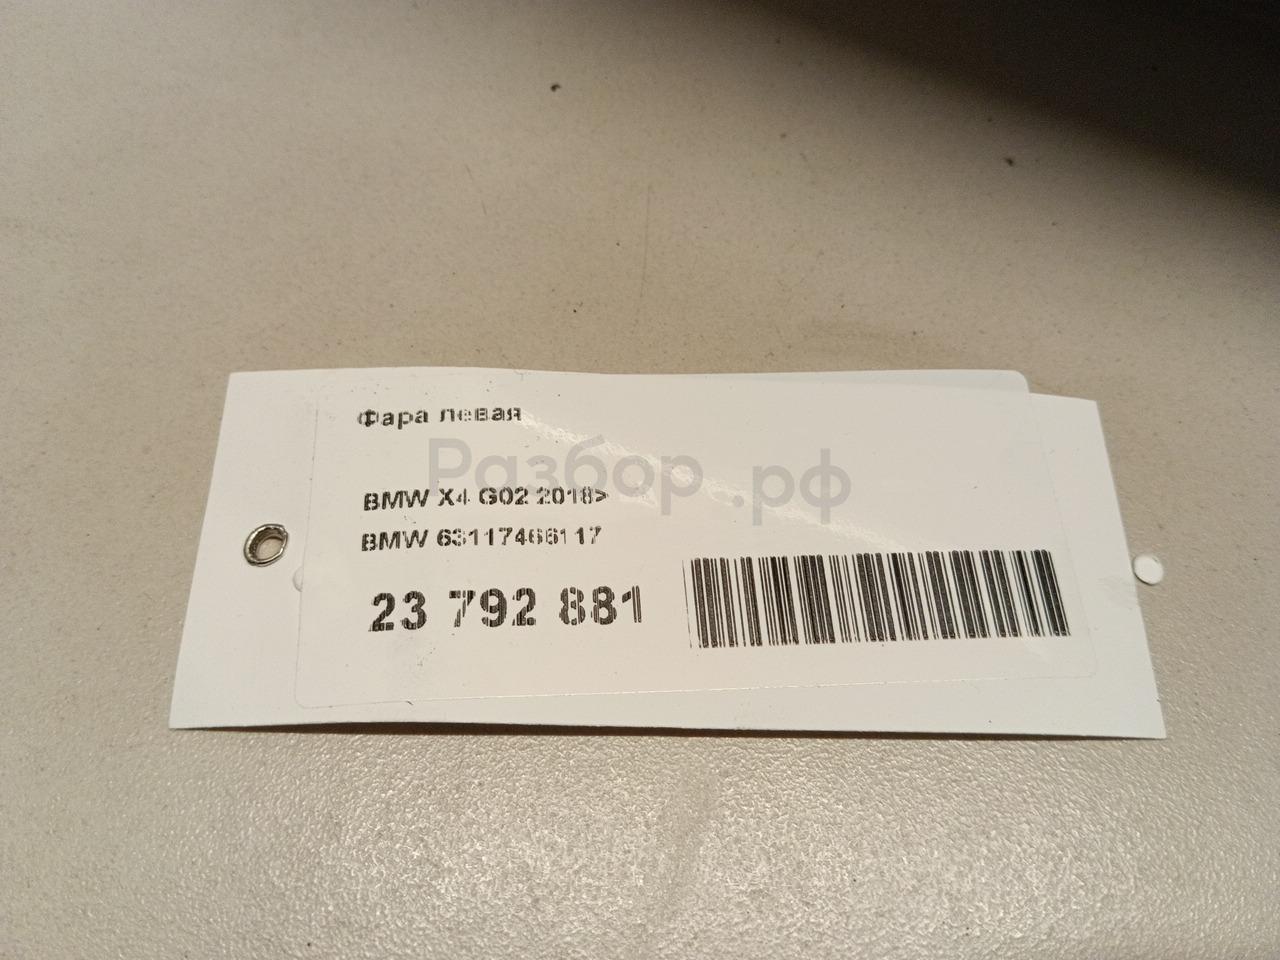 Фара левая
Разбор.рф
BMW X4 G02 2018>
BMW 63117466117
23 792 881